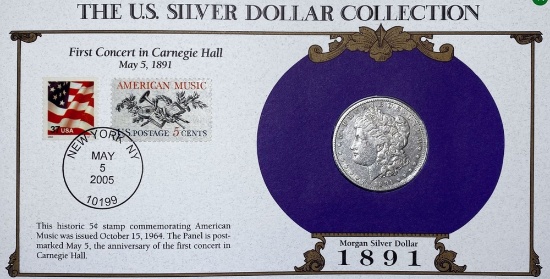 THE U.S. SILVER DOLLAR COLLECTION
First Concert in Carnegie Hall
May 5, 1891
37 USA
AMERICAN MUSIC
U.S. POSTAGE 5 CENTS
NEW YORK NY
MAY
5
2005
10199
This historic 5¢ stamp commemorating American
Music was issued October 15, 1964. The Panel is post-
marked May 5, the anniversary of the first concert in
Carnegie Hall.
Morgan Silver Dollar
1891